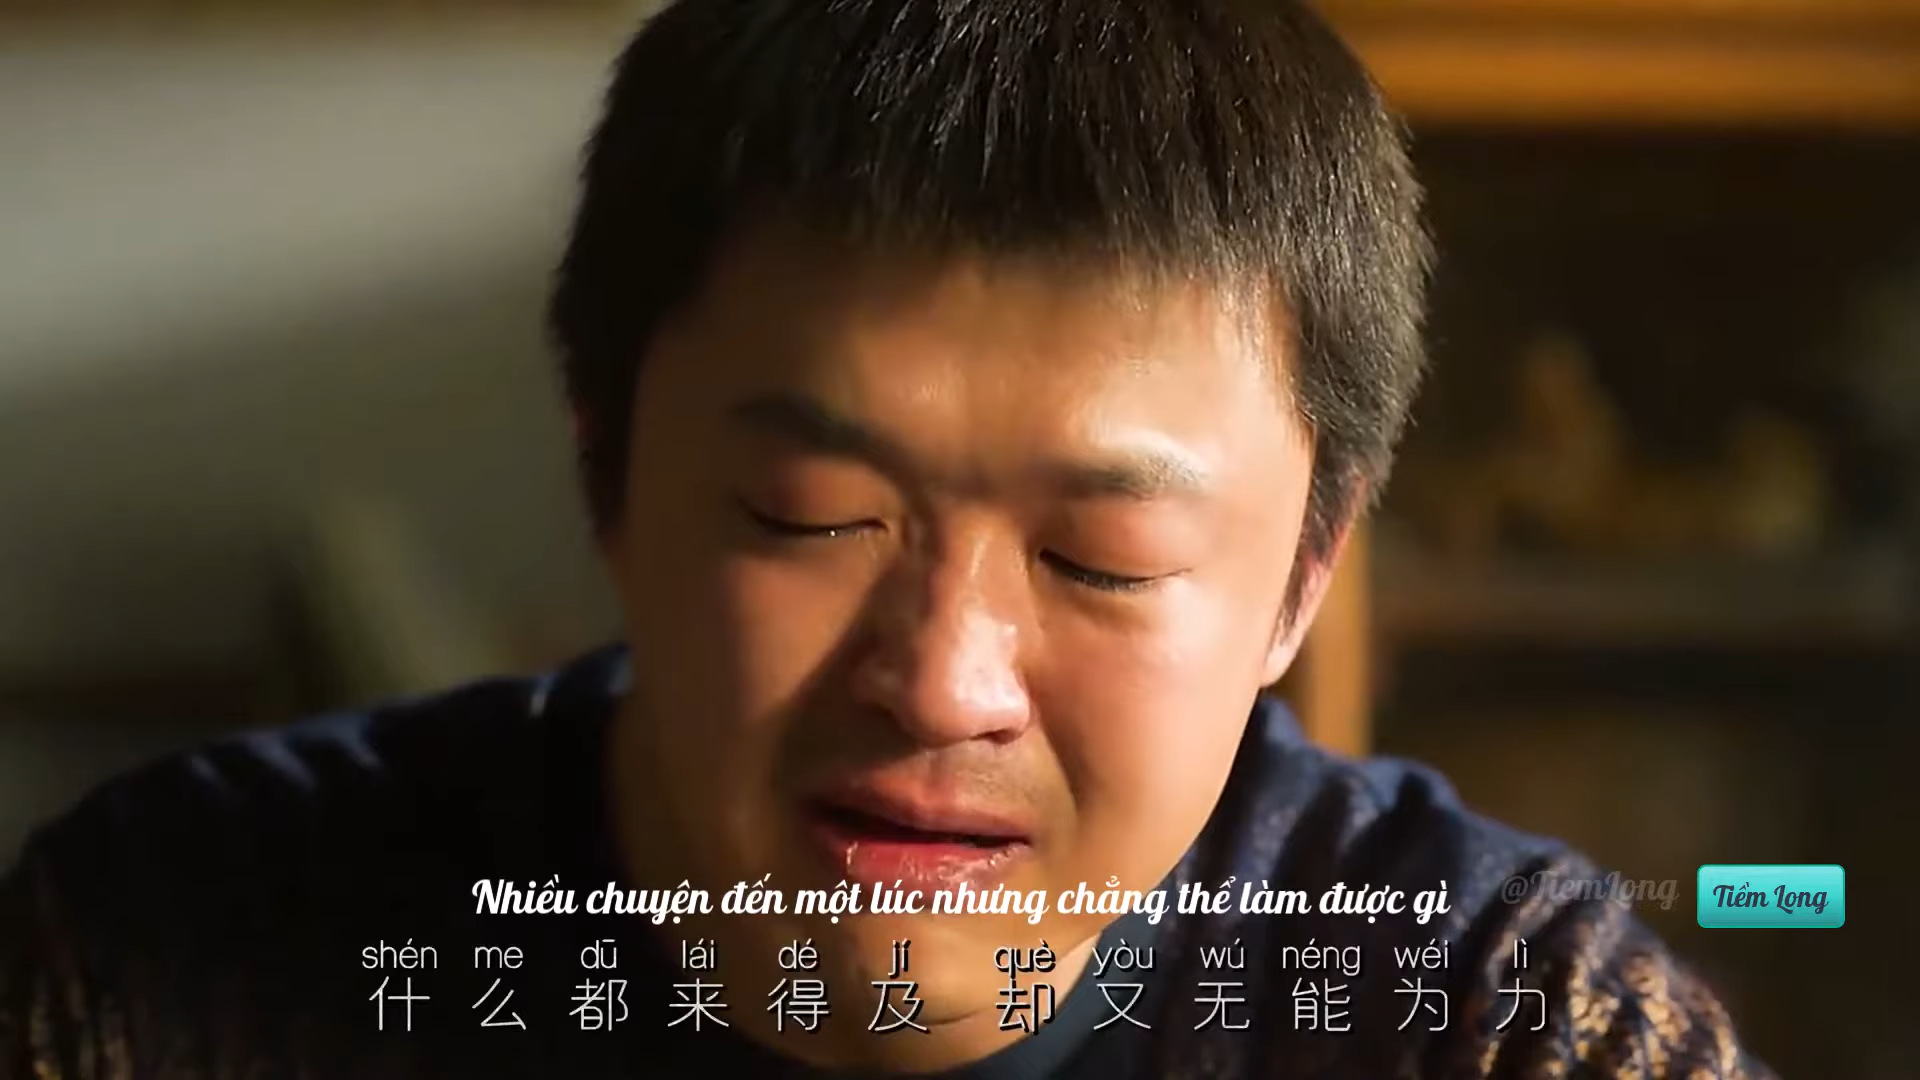 Nhiều chuyện đến một lúc nhưng chẳng thể làm được gì
@TiemLong
Tiềm Long
shén me dū lái dé jí què yòu wú néng wéi lì
什么都来得及却又无能为力